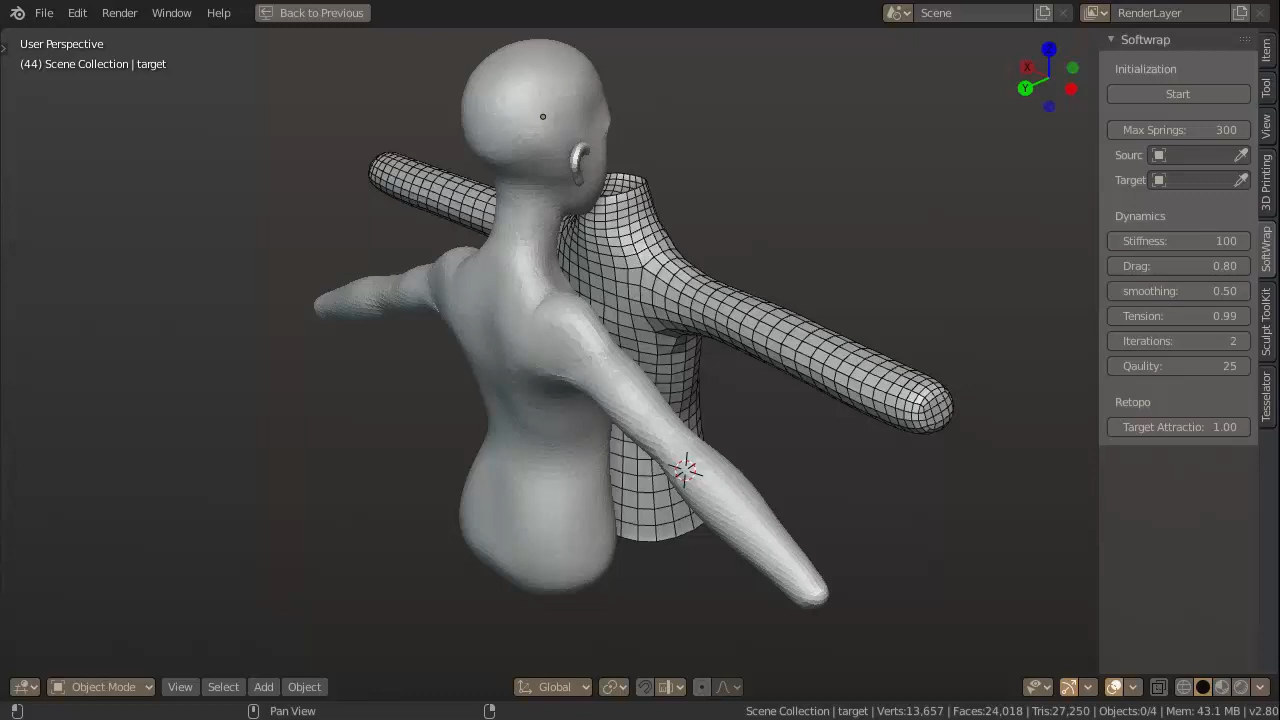 File Edit Render Window Help Back to Previous Scene RenderLayer
User Perspective
(44) Scene Collection | target
X
Y
Z
Softwrap
Initialization
Start
Max Springs: 300
Sourc
Target
Dynamics
Stiffness: 100
Drag: 0.80
smoothing: 0.50
Tension: 0.99
Iterations: 2
Qaulity: 25
Retopo
Target Attractio: 1.00
Item
Tool
View
3D Printing
SoftWrap
Sculpt ToolKit
Tesselator
Object Mode View Select Add Object Global
Pan View
Scene Collection | target | Verts:13,657 | Faces:24,018 | Tris:27,250 | Objects:0/4 | Mem: 43.1 MB | v2.80